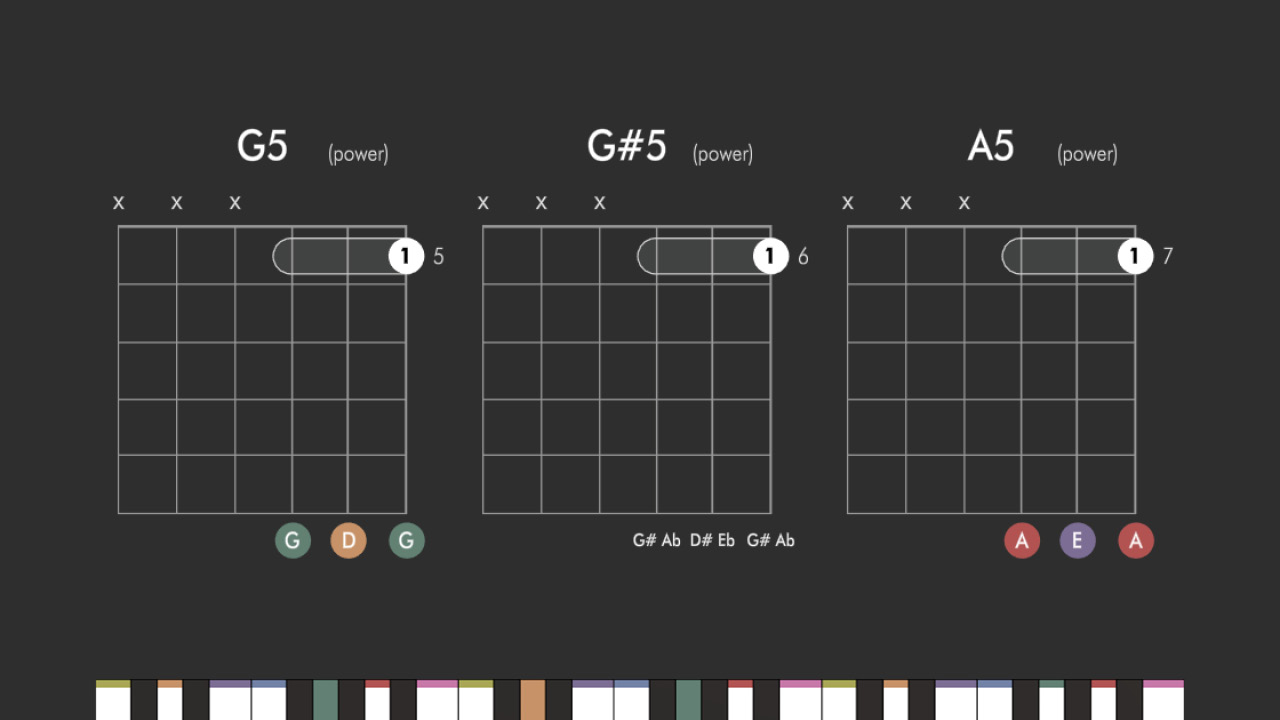 G5 (power) G#5 (power) A5 (power)
x x x x x x x x x
1 5 1 6 1 7
G D G G# Ab D# Eb G# Ab A E A